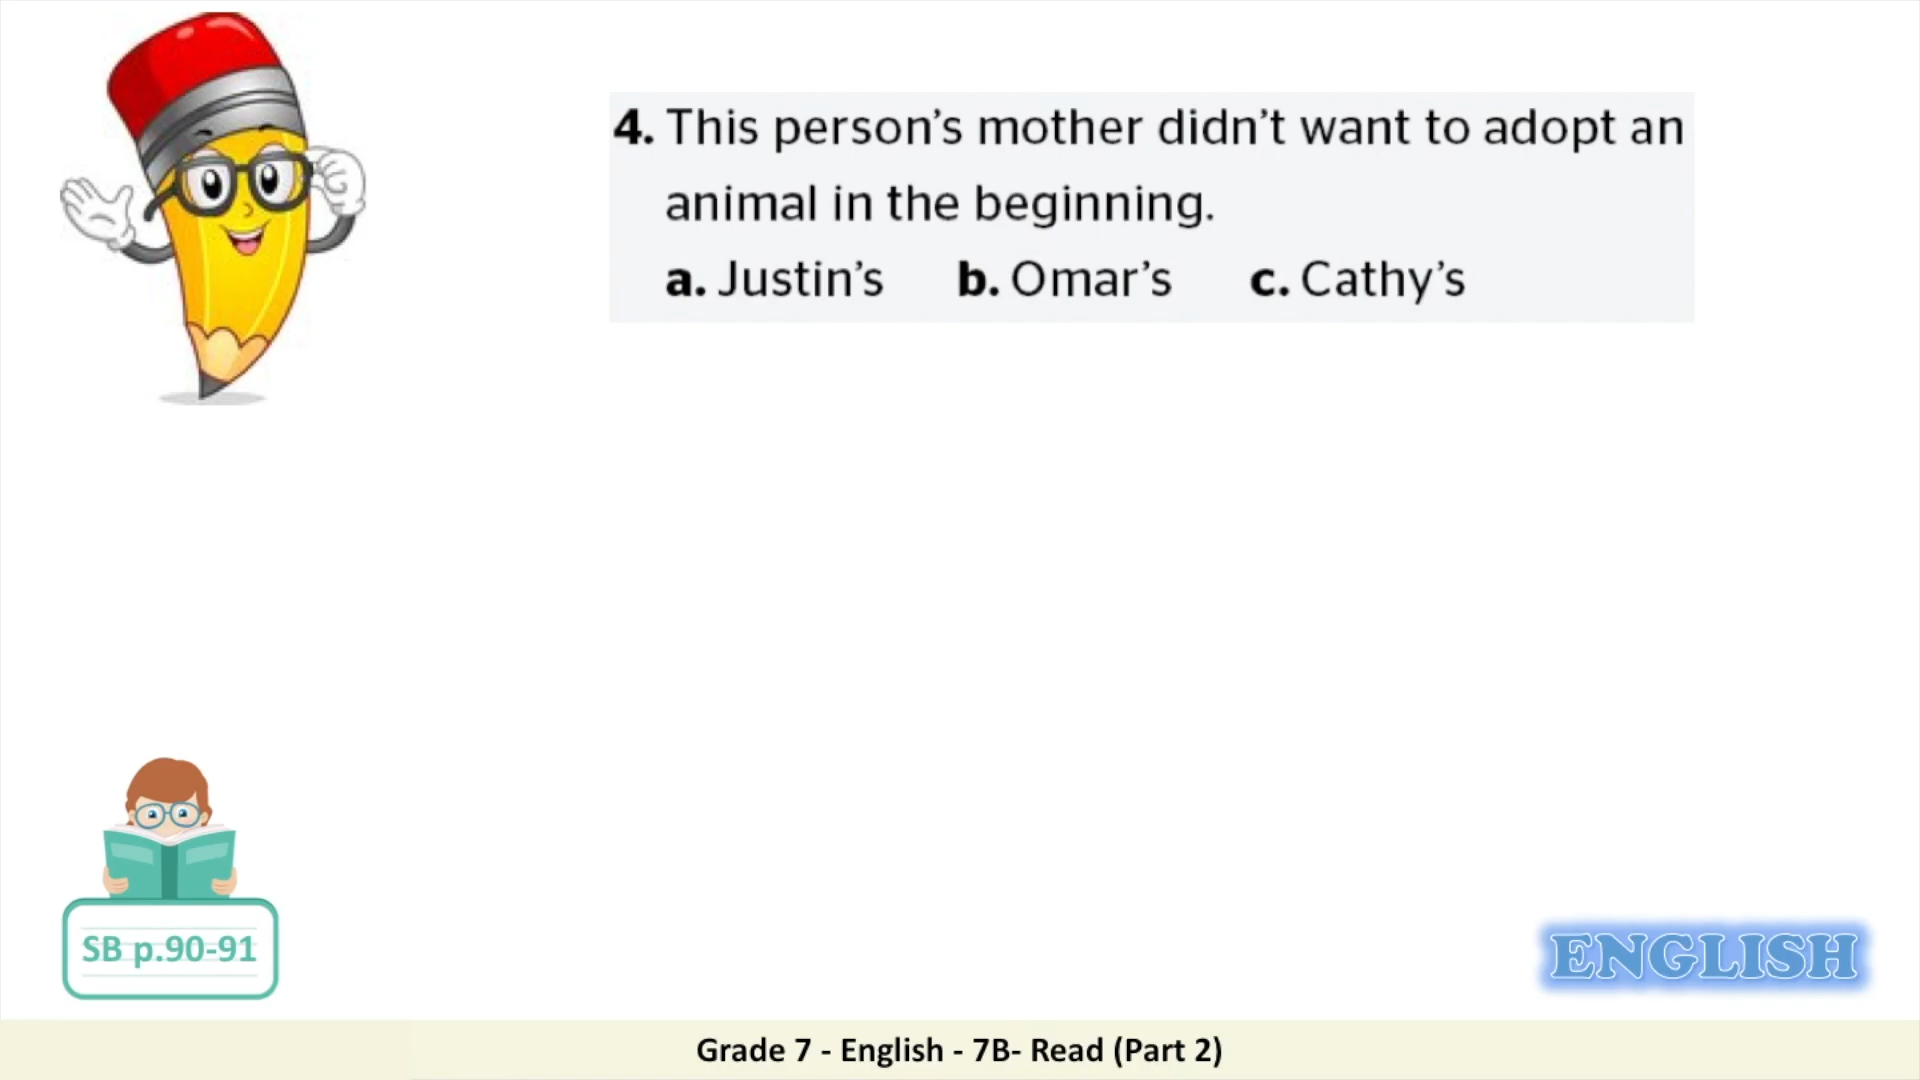 4. This person’s mother didn’t want to adopt an
animal in the beginning.
a. Justin’s b. Omar’s c. Cathy’s
SB p.90-91
ENGLISH
Grade 7 - English - 7B- Read (Part 2)